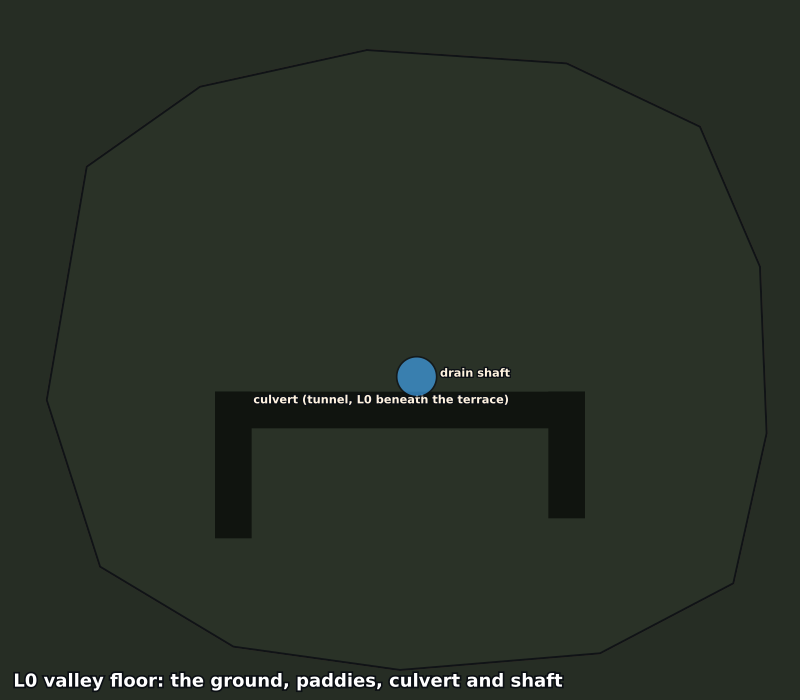 drain shaft
culvert (tunnel, L0 beneath the terrace)
L0 valley floor: the ground, paddies, culvert and shaft